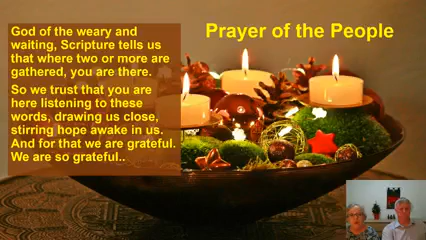 Prayer of the People
God of the weary and
waiting, Scripture tells us
that where two or more are
gathered, you are there.
So we trust that you are
here listening to these
words, drawing us close,
stirring hope awake in us.
And for that we are grateful.
We are so grateful..